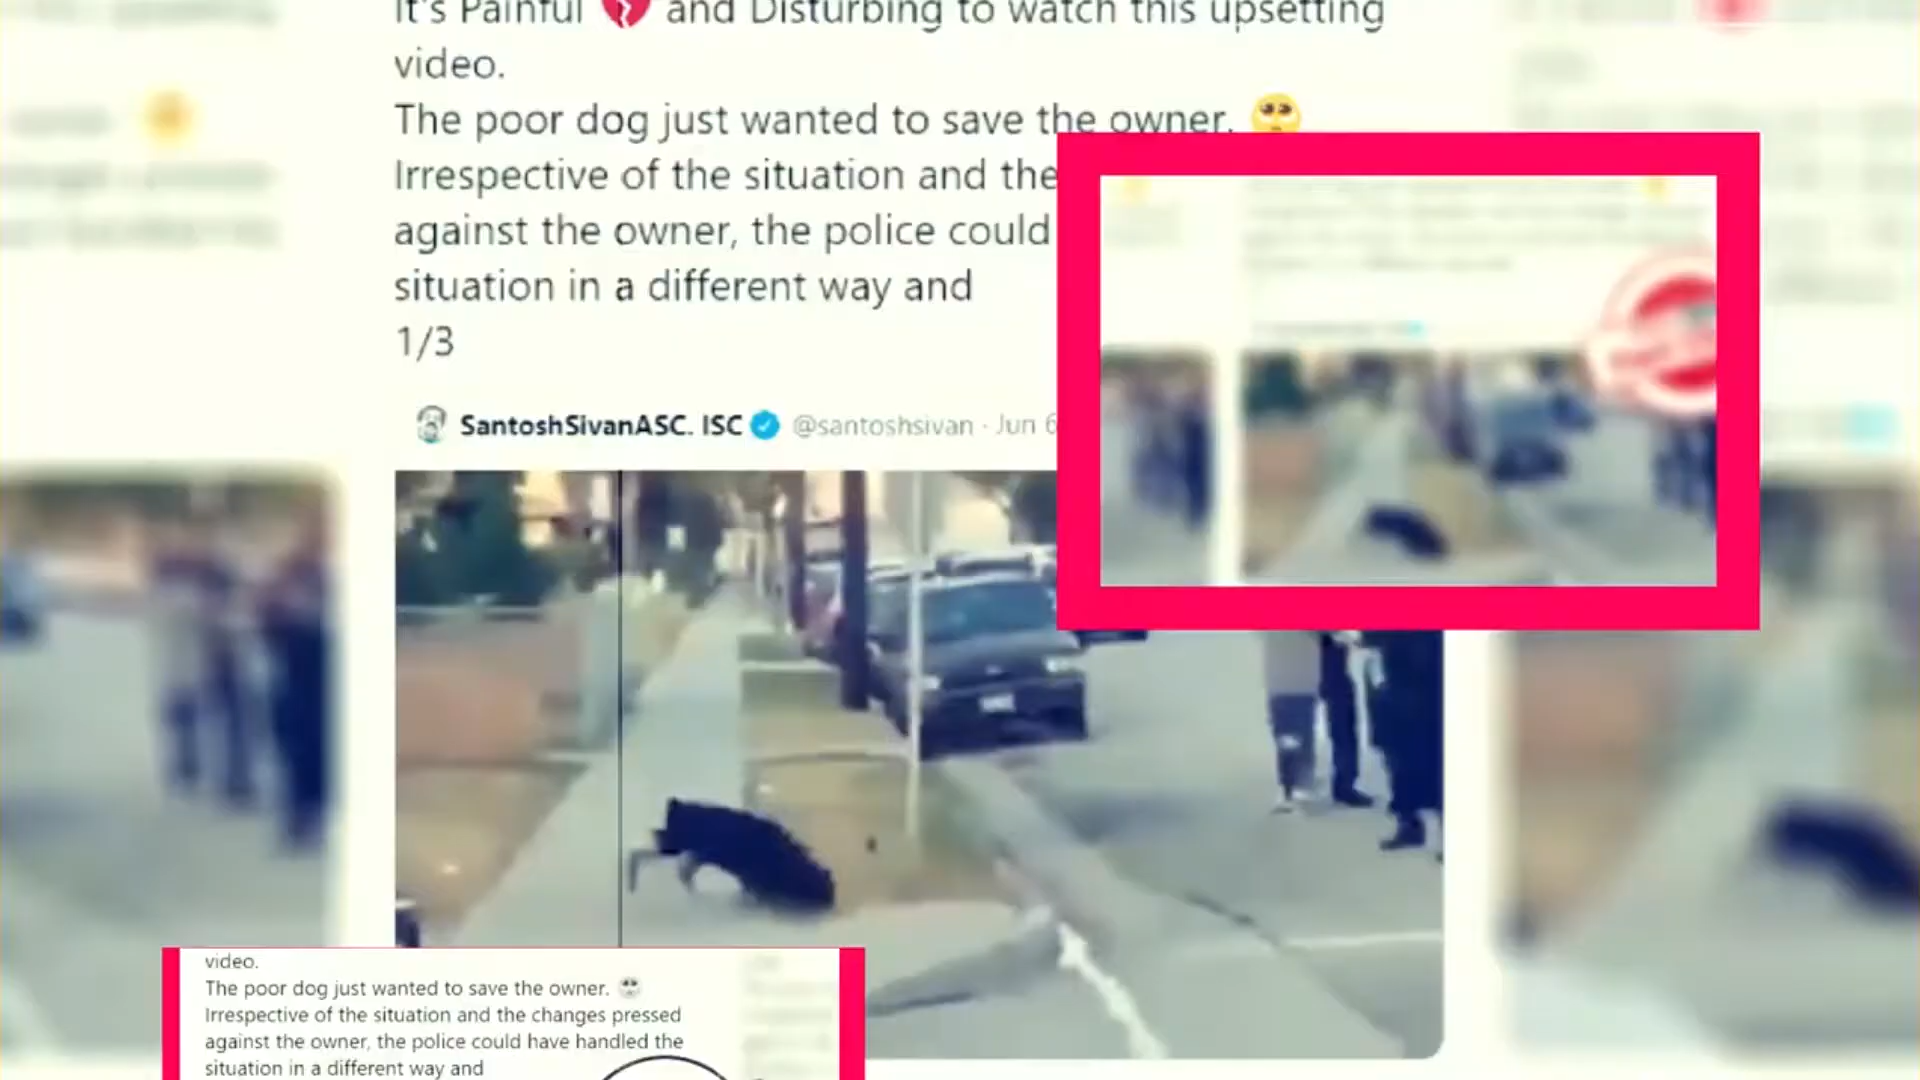 It's Painful 💔 and Disturbing to watch this upsetting
video.
The poor dog just wanted to save the owner. 🥺
Irrespective of the situation and the
against the owner, the police could
situation in a different way and
1/3
SantoshSivanASC. ISC @santoshsivan · Jun 6
video.
The poor dog just wanted to save the owner. 🥺
Irrespective of the situation and the changes pressed
against the owner, the police could have handled the
situation in a different way and